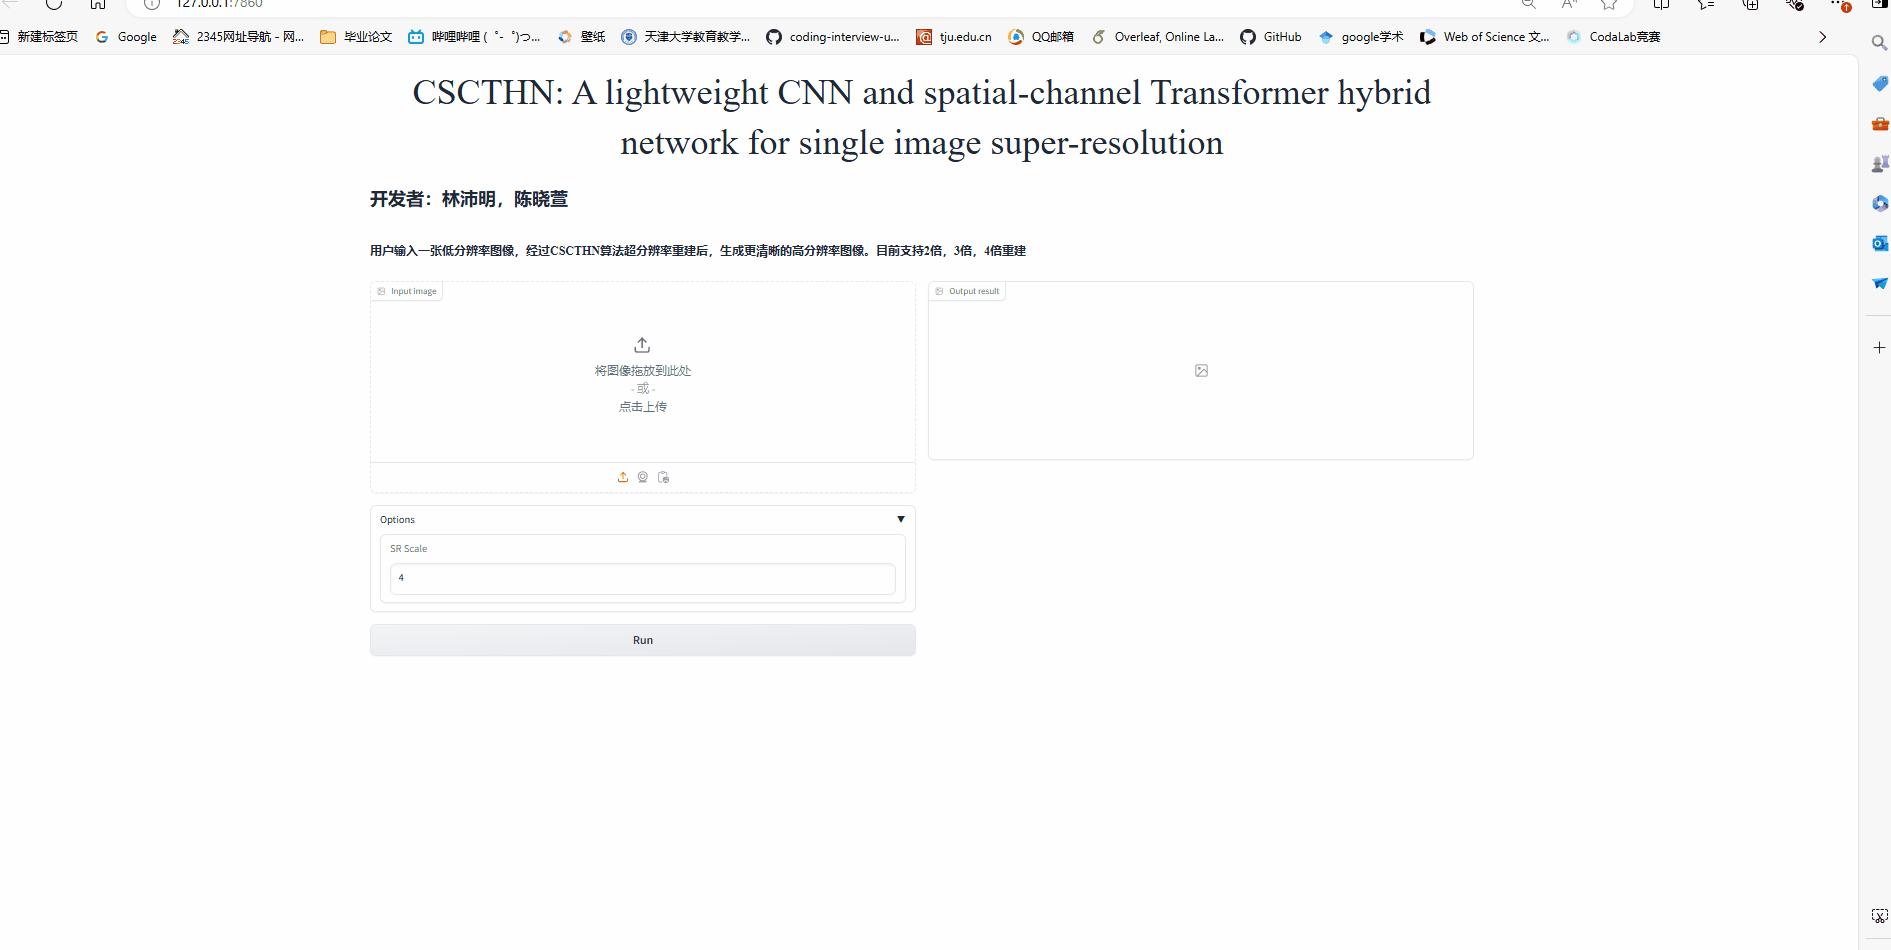 127.0.0.1:7860
新建标签页 Google 2345网址导航 - 网... 毕业论文 哔哩哔哩 ( ゜- ゜)つ... 壁纸 天津大学教育教学... coding-interview-u... tju.edu.cn QQ邮箱 Overleaf, Online La... GitHub google学术 Web of Science 文... CodaLab竞赛
CSCTHN: A lightweight CNN and spatial-channel Transformer hybrid
network for single image super-resolution
开发者：林沛明，陈晓萱
用户输入一张低分辨率图像，经过CSCTHN算法超分辨率重建后，生成更清晰的高分辨率图像。目前支持2倍，3倍，4倍重建
Input image
Output result
将图像拖放到此处
- 或 -
点击上传
Options
SR Scale
4
Run